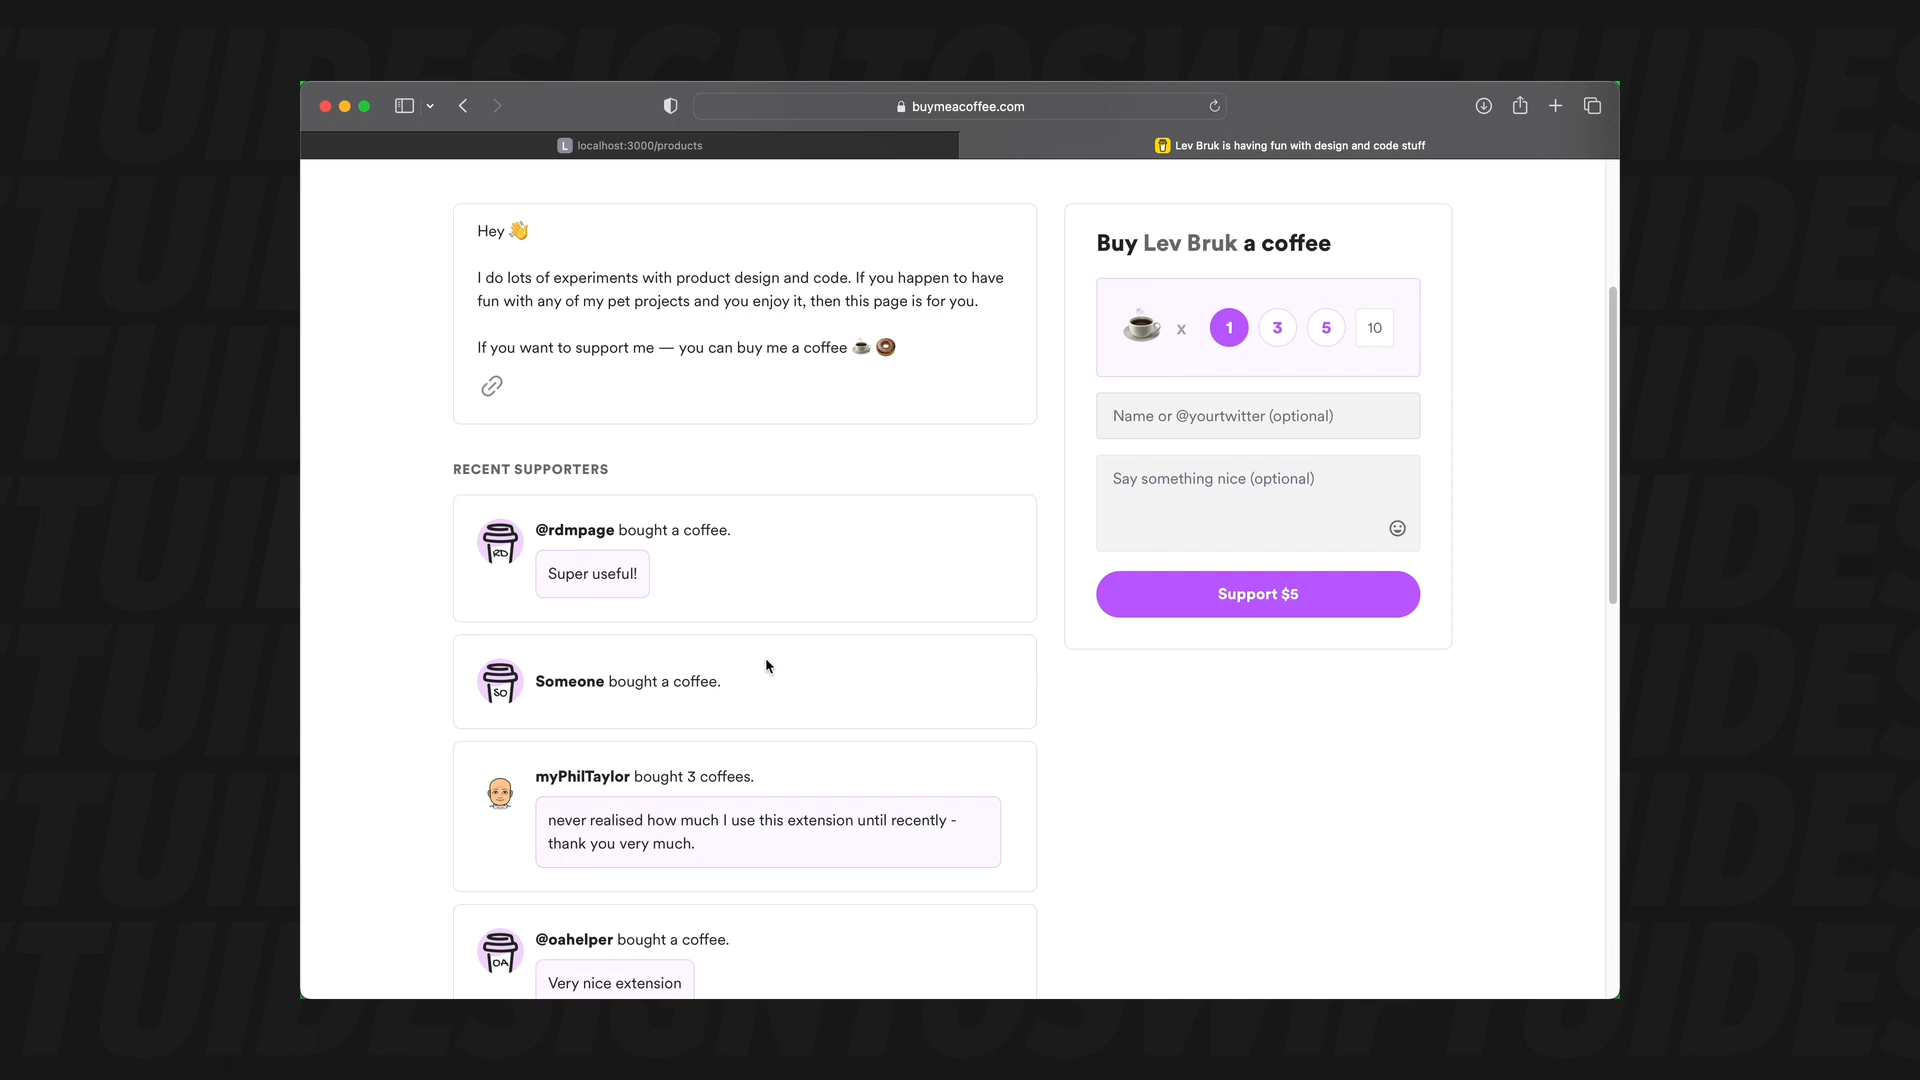 buymeacoffee.com
L localhost:3000/products
Lev Bruk is having fun with design and code stuff
Hey 👋
I do lots of experiments with product design and code. If you happen to have
fun with any of my pet projects and you enjoy it, then this page is for you.
If you want to support me — you can buy me a coffee ☕ 🍩
RECENT SUPPORTERS
RD
@rdmpage bought a coffee.
Super useful!
SO
Someone bought a coffee.
myPhilTaylor bought 3 coffees.
never realised how much I use this extension until recently -
thank you very much.
OA
@oahelper bought a coffee.
Very nice extension
Buy Lev Bruk a coffee
x 1 3 5 10
Name or @yourtwitter (optional)
Say something nice (optional)
Support $5